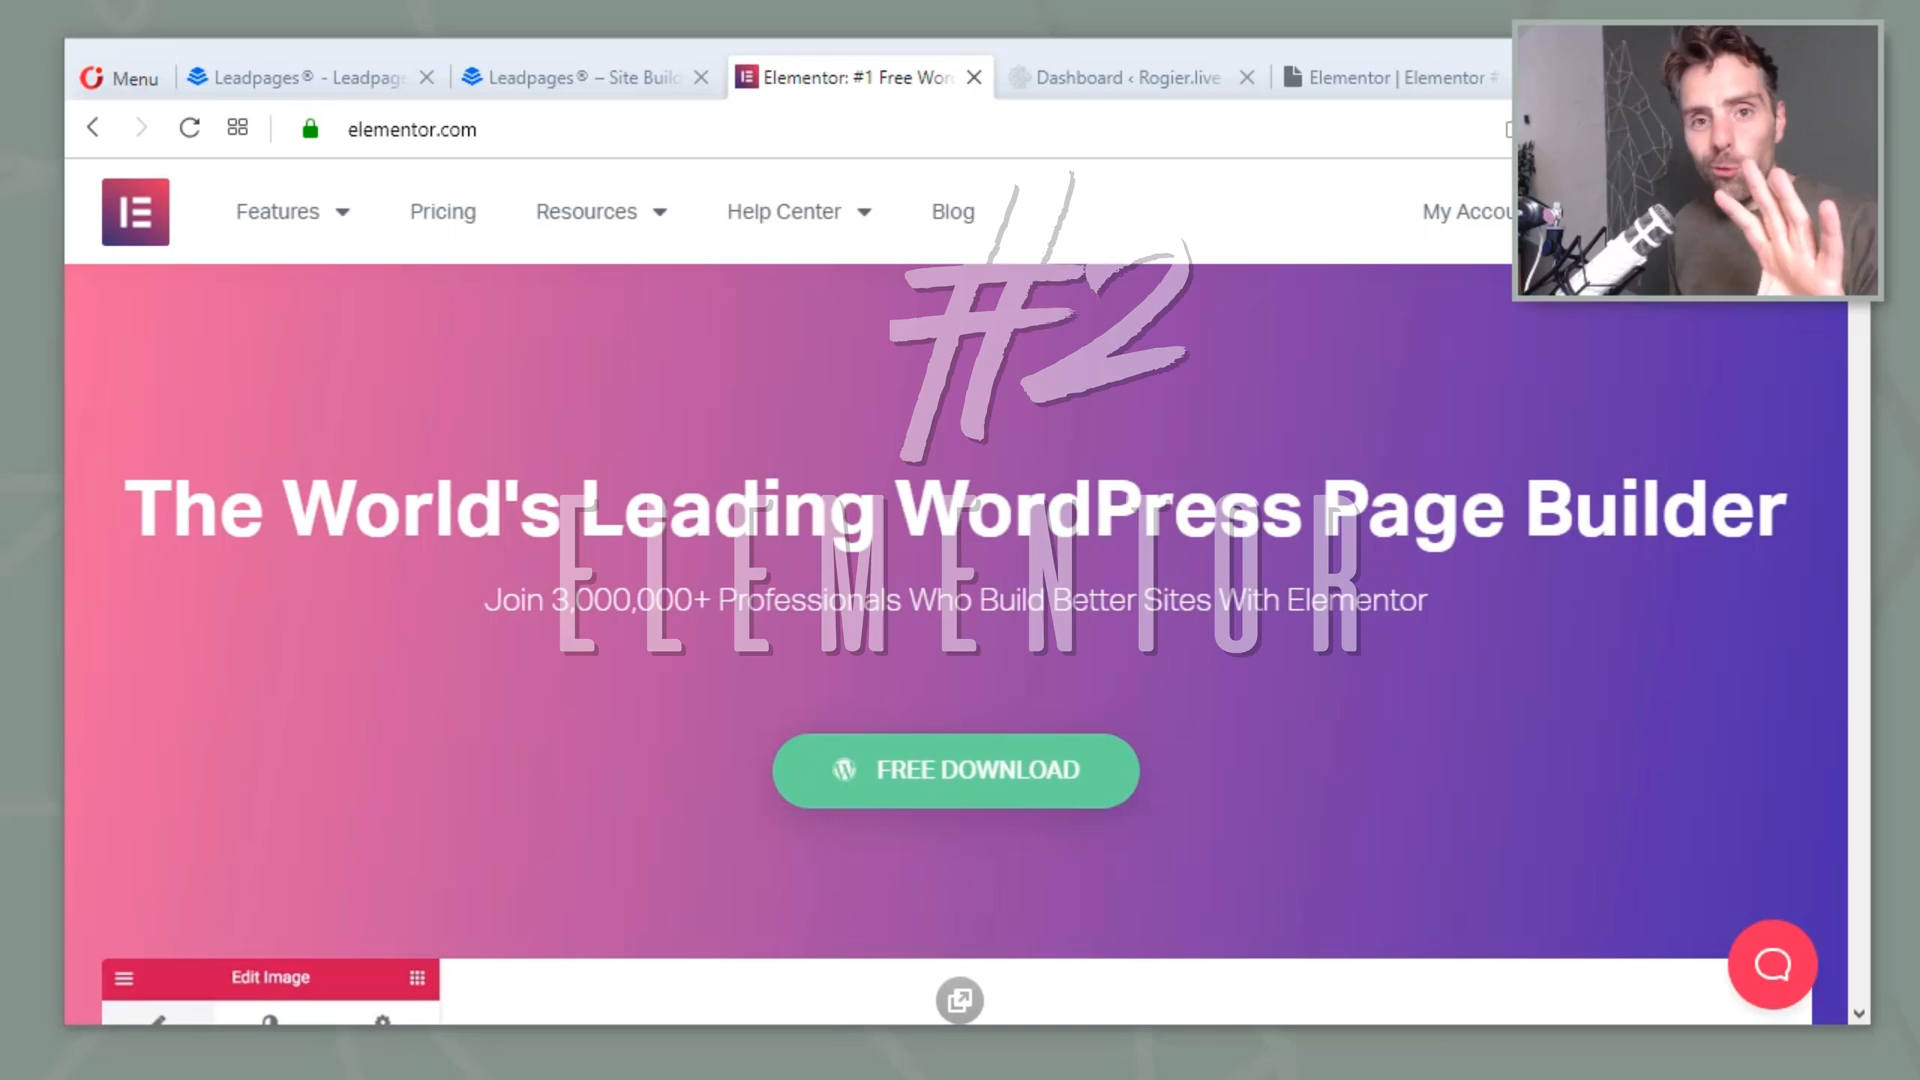 Menu
Leadpages® - Leadpage
Leadpages® – Site Build
Elementor: #1 Free Wor
Dashboard ‹ Rogier.live
Elementor | Elementor #
elementor.com
Features
Pricing
Resources
Help Center
Blog
My Accou
#2
The World's Leading WordPress Page Builder
ELEMENTOR
Join 3,000,000+ Professionals Who Build Better Sites With Elementor
FREE DOWNLOAD
Edit Image